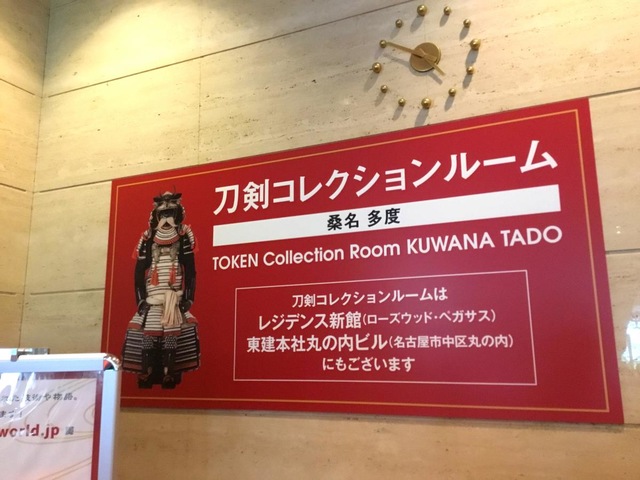 刀剣コレクションルーム
桑名 多度
TOKEN Collection Room KUWANA TADO
刀剣コレクションルームは
レジデンス新館(ローズウッド・ペガサス)
東建本社丸の内ビル(名古屋市中区丸の内)
にもございます
ます!
world.jp